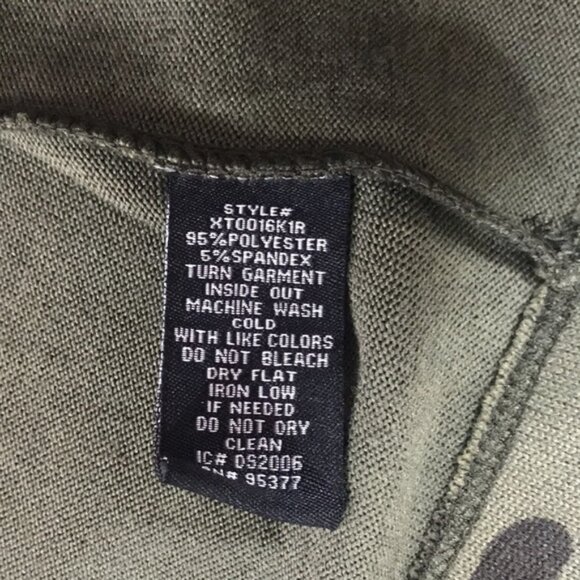 STYLE#
XT0016K1R
95%POLYESTER
5%SPANDEX
TURN GARMENT
INSIDE OUT
MACHINE WASH
COLD
WITH LIKE COLORS
DO NOT BLEACH
DRY FLAT
IRON LOW
IF NEEDED
DO NOT DRY
CLEAN
IC# DS2006
95377